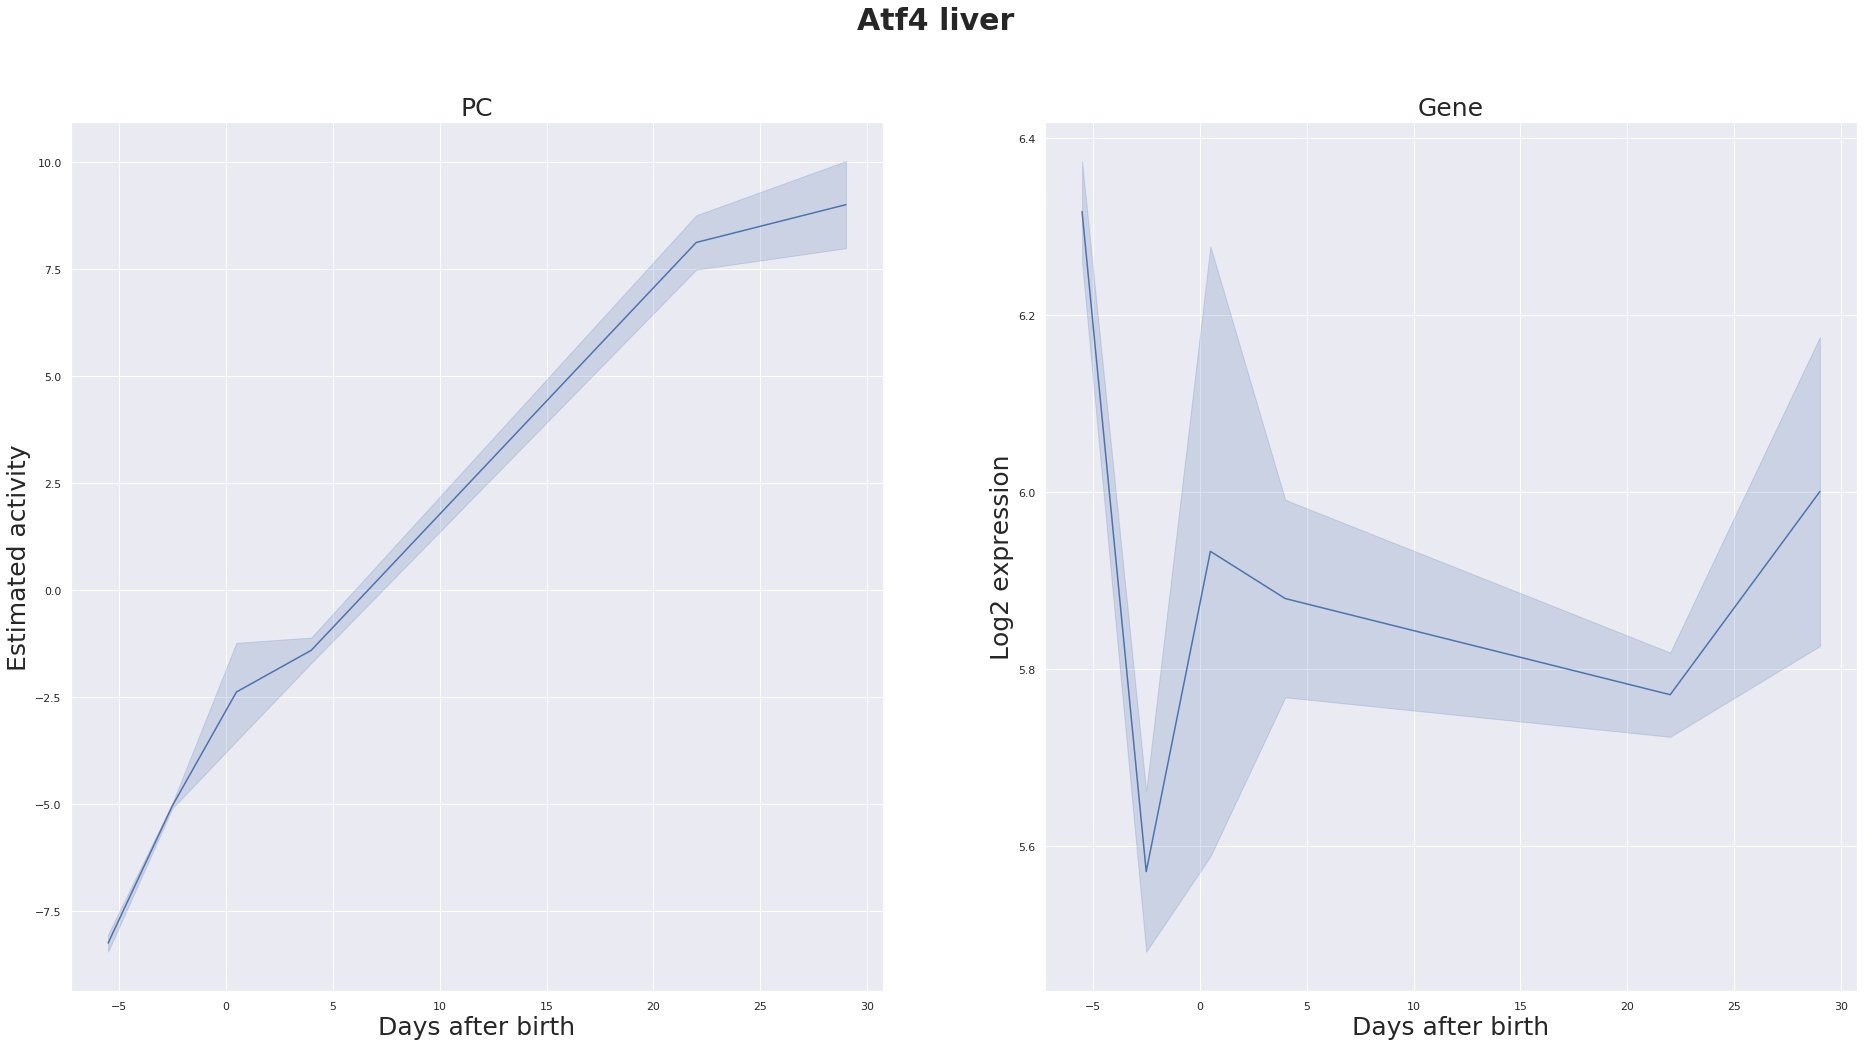 Atf4 liver
PC
Estimated activity
10.0
7.5
5.0
2.5
0.0
−2.5
−5.0
−7.5
−5 0 5 10 15 20 25 30
Days after birth
Gene
Log2 expression
6.4
6.2
6.0
5.8
5.6
−5 0 5 10 15 20 25 30
Days after birth